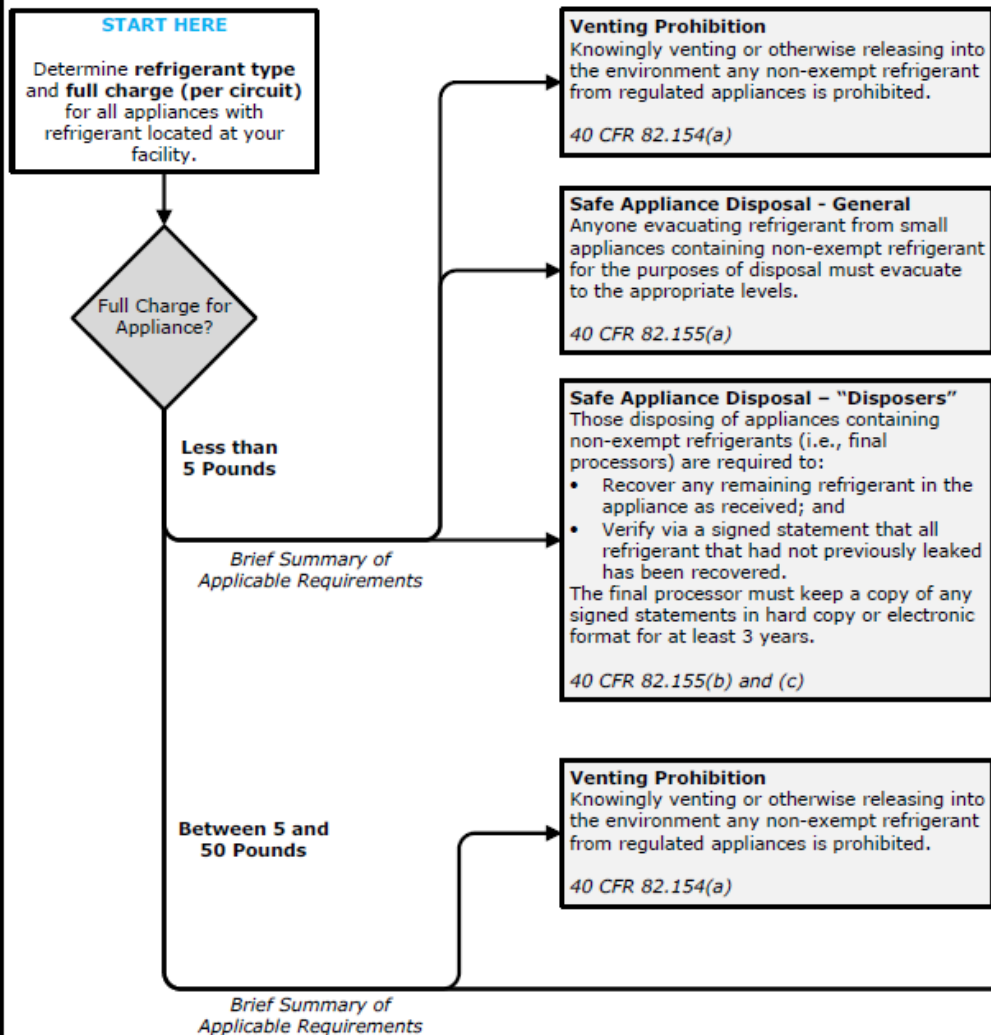 START HERE
Determine refrigerant type
and full charge (per circuit)
for all appliances with
refrigerant located at your
facility.
Full Charge for
Appliance?
Less than
5 Pounds
Brief Summary of
Applicable Requirements
Venting Prohibition
Knowingly venting or otherwise releasing into
the environment any non-exempt refrigerant
from regulated appliances is prohibited.
40 CFR 82.154(a)
Safe Appliance Disposal - General
Anyone evacuating refrigerant from small
appliances containing non-exempt refrigerant
for the purposes of disposal must evacuate
to the appropriate levels.
40 CFR 82.155(a)
Safe Appliance Disposal – “Disposers”
Those disposing of appliances containing
non-exempt refrigerants (i.e., final
processors) are required to:
• Recover any remaining refrigerant in the
appliance as received; and
• Verify via a signed statement that all
refrigerant that had not previously leaked
has been recovered.
The final processor must keep a copy of any
signed statements in hard copy or electronic
format for at least 3 years.
40 CFR 82.155(b) and (c)
Between 5 and
50 Pounds
Brief Summary of
Applicable Requirements
Venting Prohibition
Knowingly venting or otherwise releasing into
the environment any non-exempt refrigerant
from regulated appliances is prohibited.
40 CFR 82.154(a)